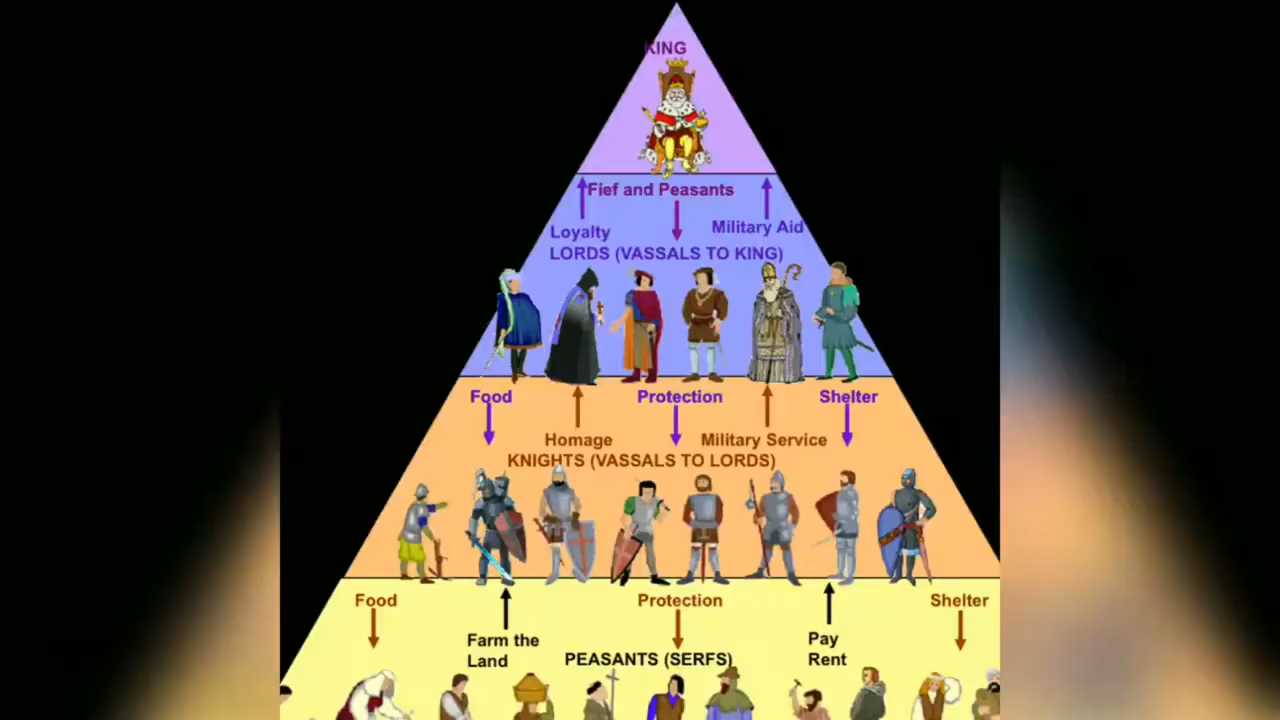 KING
Fief and Peasants
Loyalty
Military Aid
LORDS (VASSALS TO KING)
Food
Protection
Shelter
Homage
Military Service
KNIGHTS (VASSALS TO LORDS)
Food
Protection
Shelter
Farm the
Land
Pay
Rent
PEASANTS (SERFS)